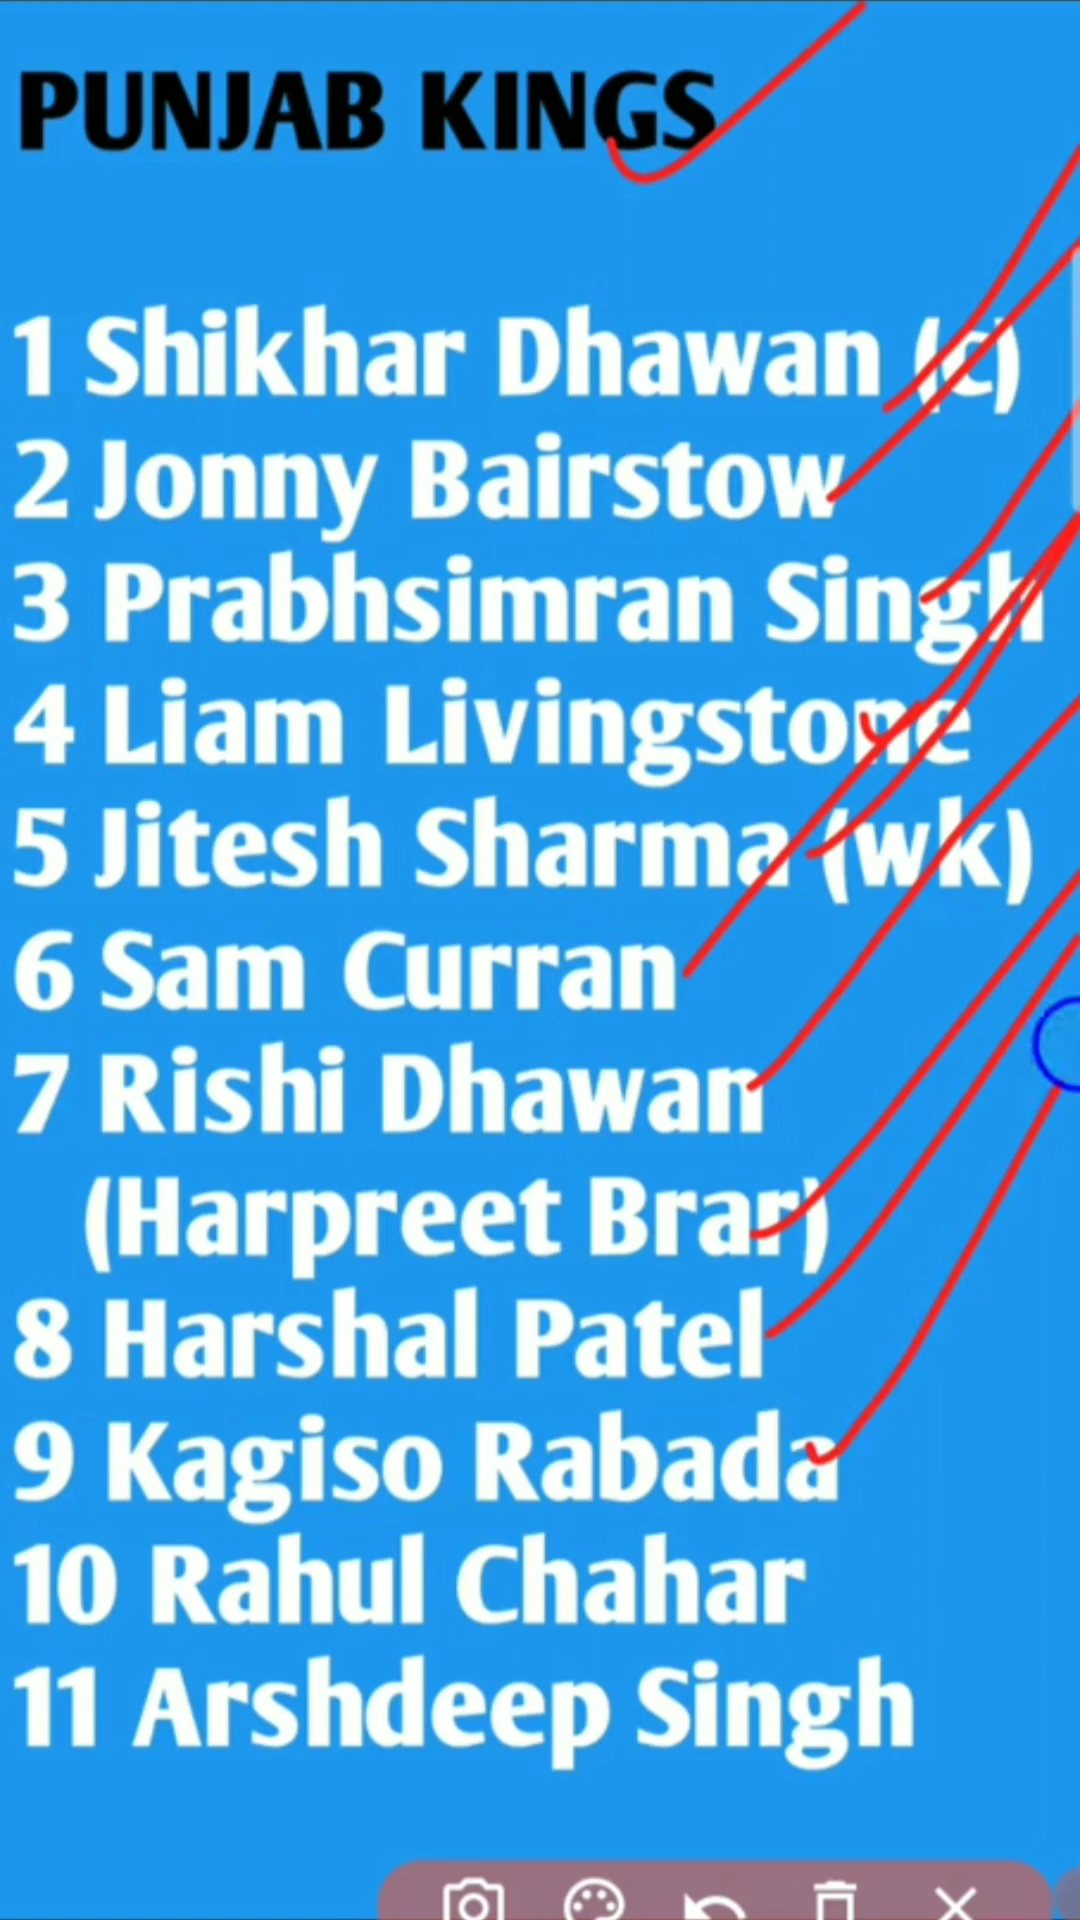 PUNJAB KINGS
1 Shikhar Dhawan (c)
2 Jonny Bairstow
3 Prabhsimran Singh
4 Liam Livingstone
5 Jitesh Sharma (wk)
6 Sam Curran
7 Rishi Dhawan
(Harpreet Brar)
8 Harshal Patel
9 Kagiso Rabada
10 Rahul Chahar
11 Arshdeep Singh